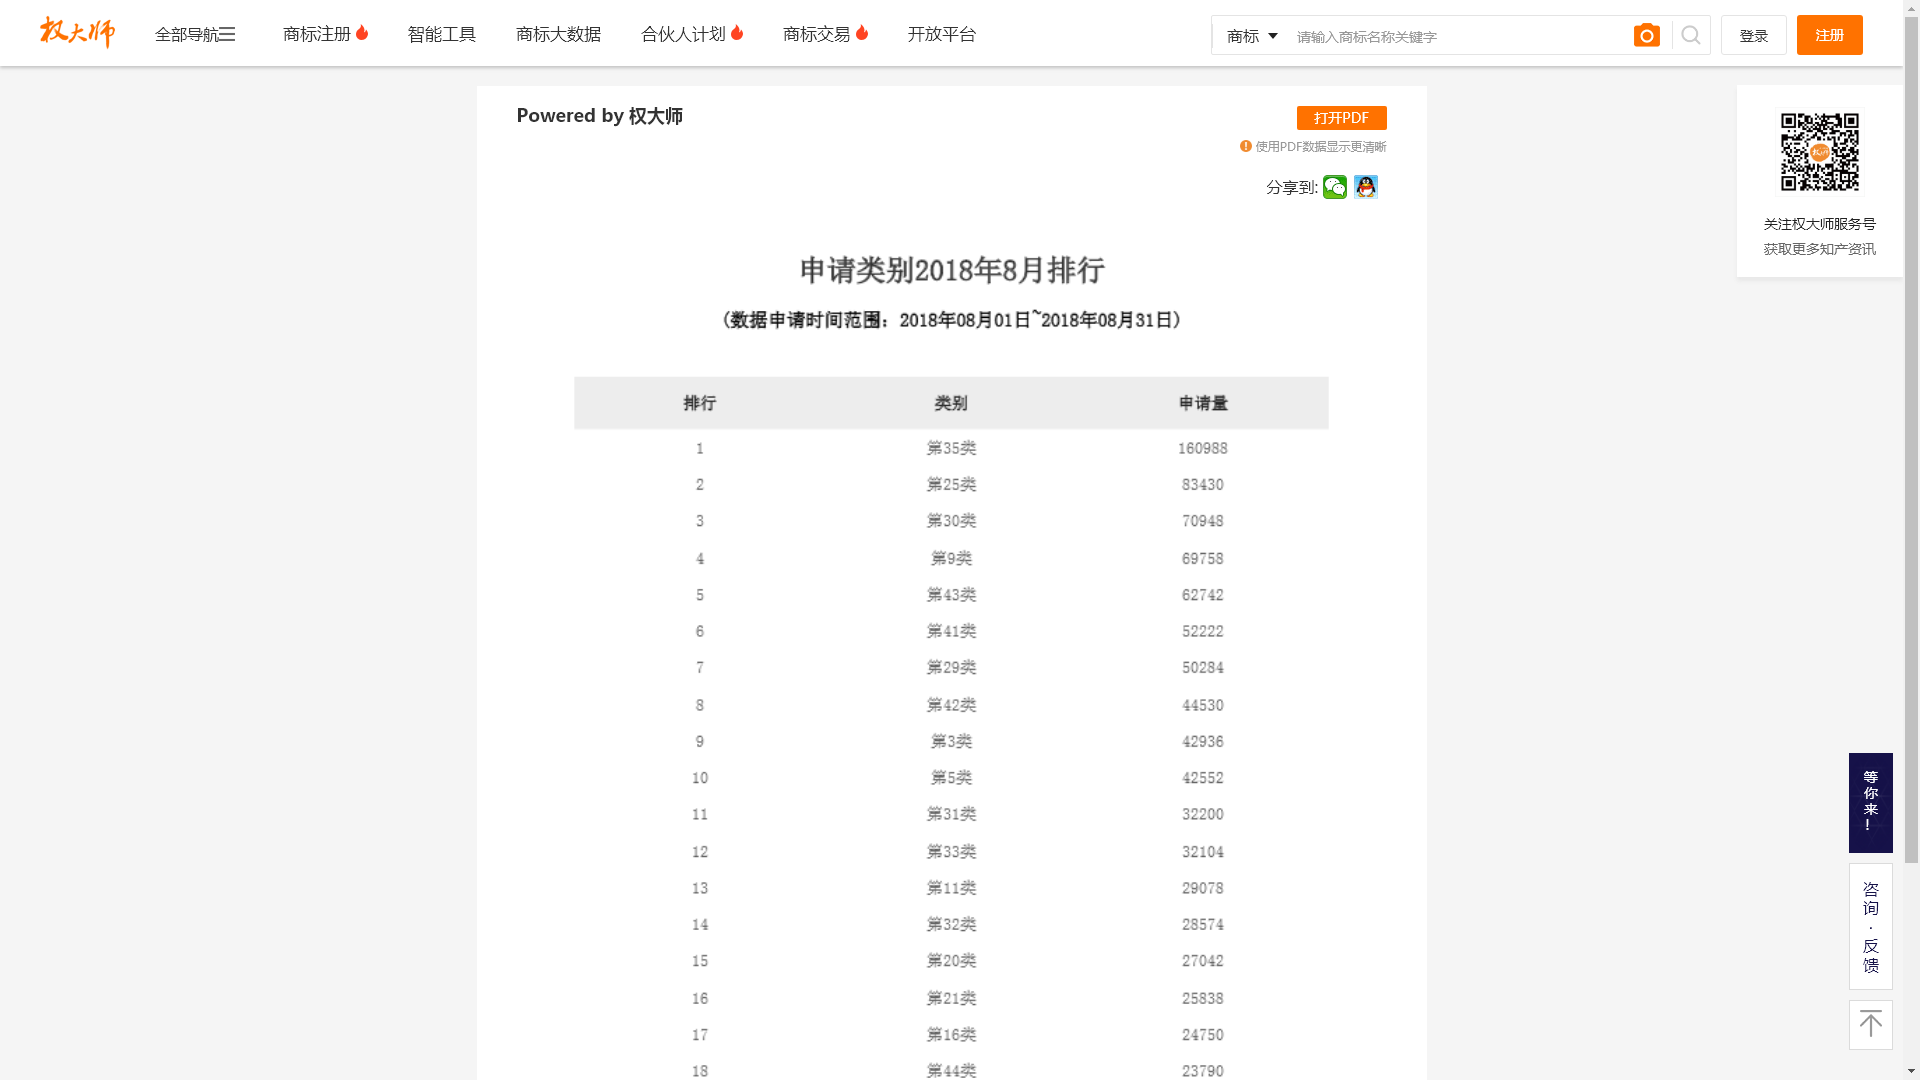 权大师 全部导航 商标注册 智能工具 商标大数据 合伙人计划 商标交易 开放平台 商标 请输入商标名称关键字 登录 注册
Powered by 权大师
打开PDF
使用PDF数据显示更清晰
分享到:
关注权大师服务号
获取更多知产资讯
申请类别2018年8月排行
(数据申请时间范围：2018年08月01日~2018年08月31日)
排行 类别 申请量
1 第35类 160988
2 第25类 83430
3 第30类 70948
4 第9类 69758
5 第43类 62742
6 第41类 52222
7 第29类 50284
8 第42类 44530
9 第3类 42936
10 第5类 42552
11 第31类 32200
12 第33类 32104
13 第11类 29078
14 第32类 28574
15 第20类 27042
16 第21类 25838
17 第16类 24750
18 第44类 23790
等你来!
咨询·反馈